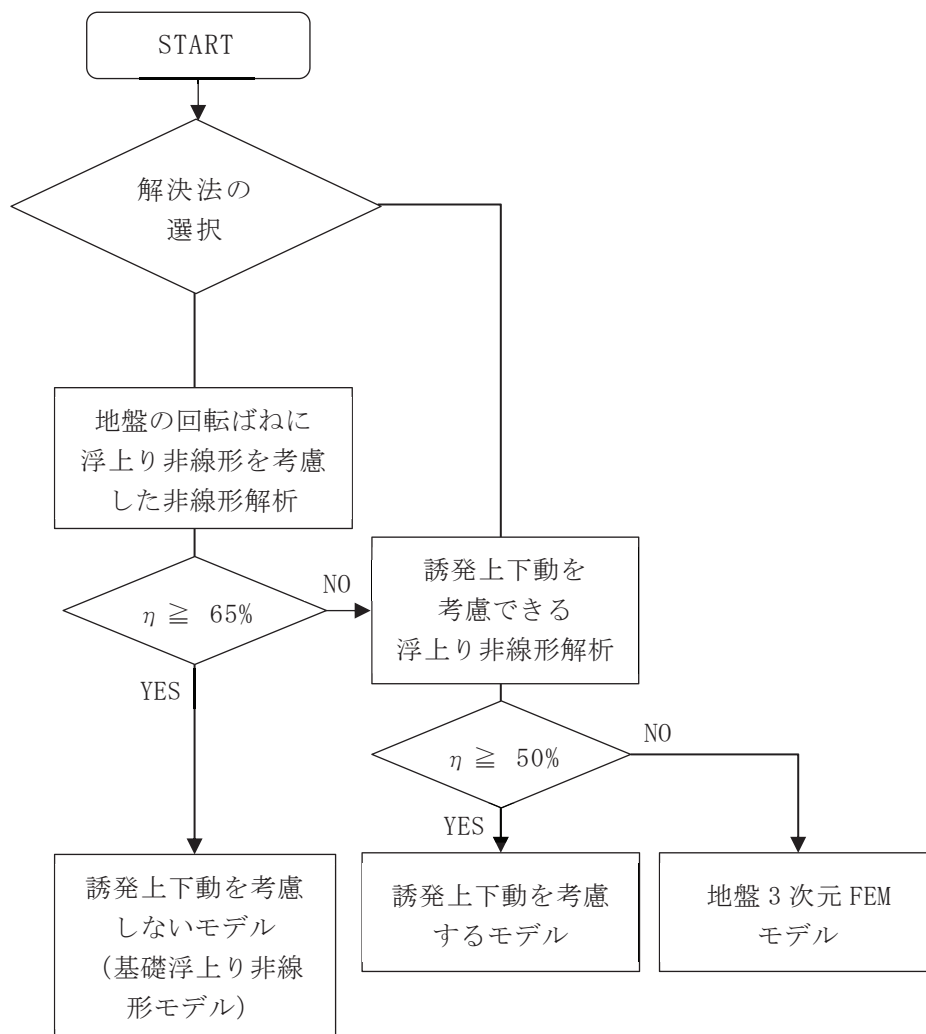 START
解決法の
選択
地盤の回転ばねに
浮上り非線形を考慮
した非線形解析
η ≧ 65%
NO
YES
誘発上下動を
考慮できる
浮上り非線形解析
η ≧ 50%
NO
YES
誘発上下動を考慮
しないモデル
（基礎浮上り非線
形モデル）
誘発上下動を考慮
するモデル
地盤 3 次元 FEM
モデル